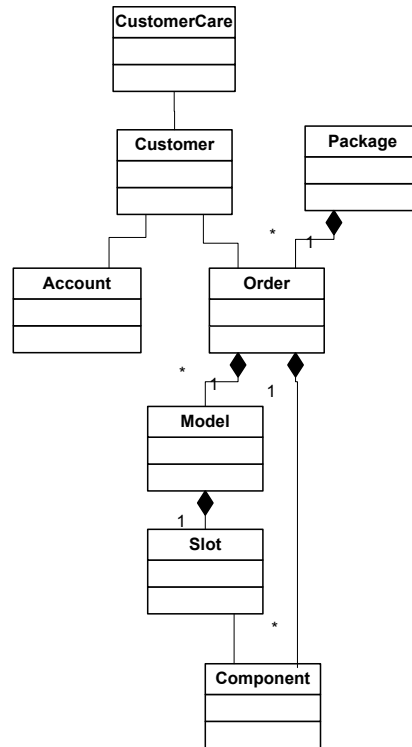 CustomerCare
Customer
Package
*
1
Account
Order
*
1
1
Model
1
Slot
*
Component